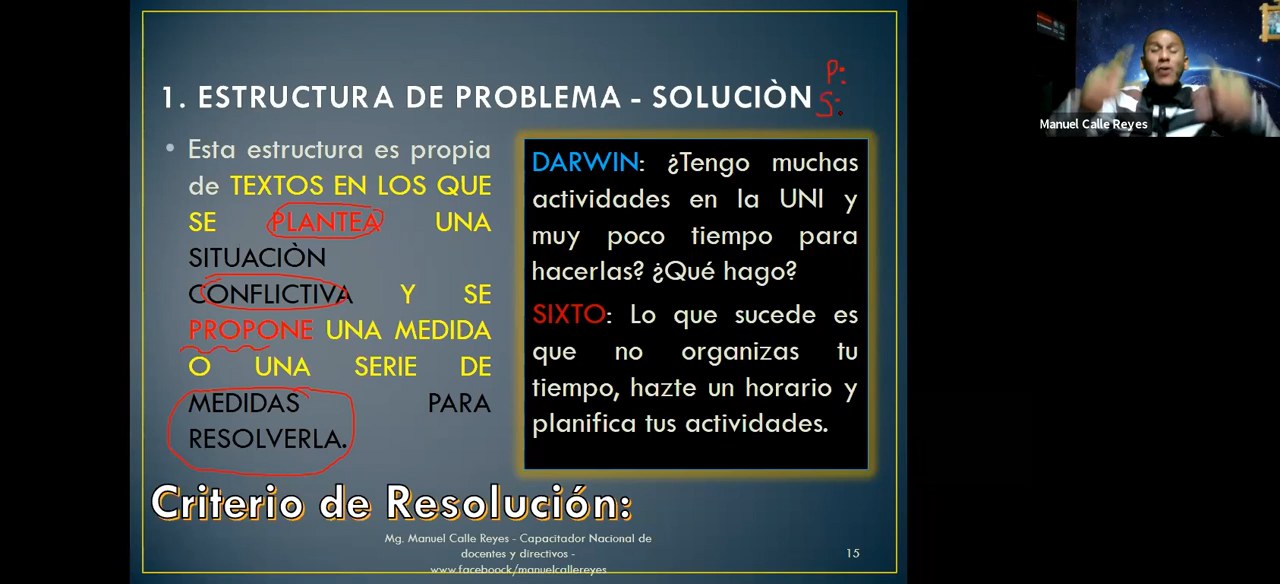 1. ESTRUCTURA DE PROBLEMA - SOLUCIÒN
P:
S:
• Esta estructura es propia
de TEXTOS EN LOS QUE
SE PLANTEA UNA
SITUACIÒN
CONFLICTIVA Y SE
PROPONE UNA MEDIDA
O UNA SERIE DE
MEDIDAS PARA
RESOLVERLA.
DARWIN: ¿Tengo muchas
actividades en la UNI y
muy poco tiempo para
hacerlas? ¿Qué hago?
SIXTO: Lo que sucede es
que no organizas tu
tiempo, hazte un horario y
planifica tus actividades.
Criterio de Resolución:
Mg. Manuel Calle Reyes - Capacitador Nacional de
docentes y directivos -
www.faceboock/manuelcallereyes
15
Manuel Calle Reyes